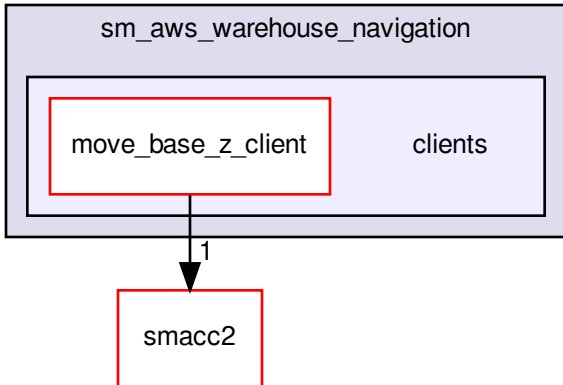 sm_aws_warehouse_navigation
move_base_z_client
clients
1
smacc2